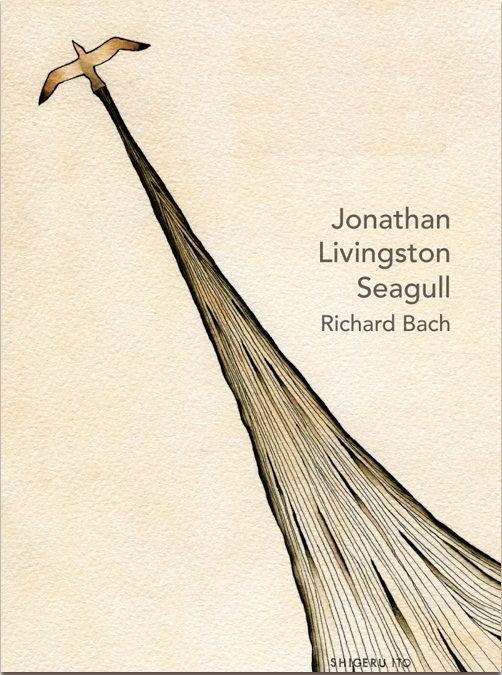 Jonathan
Livingston
Seagull
Richard Bach
SHIGERU ITO